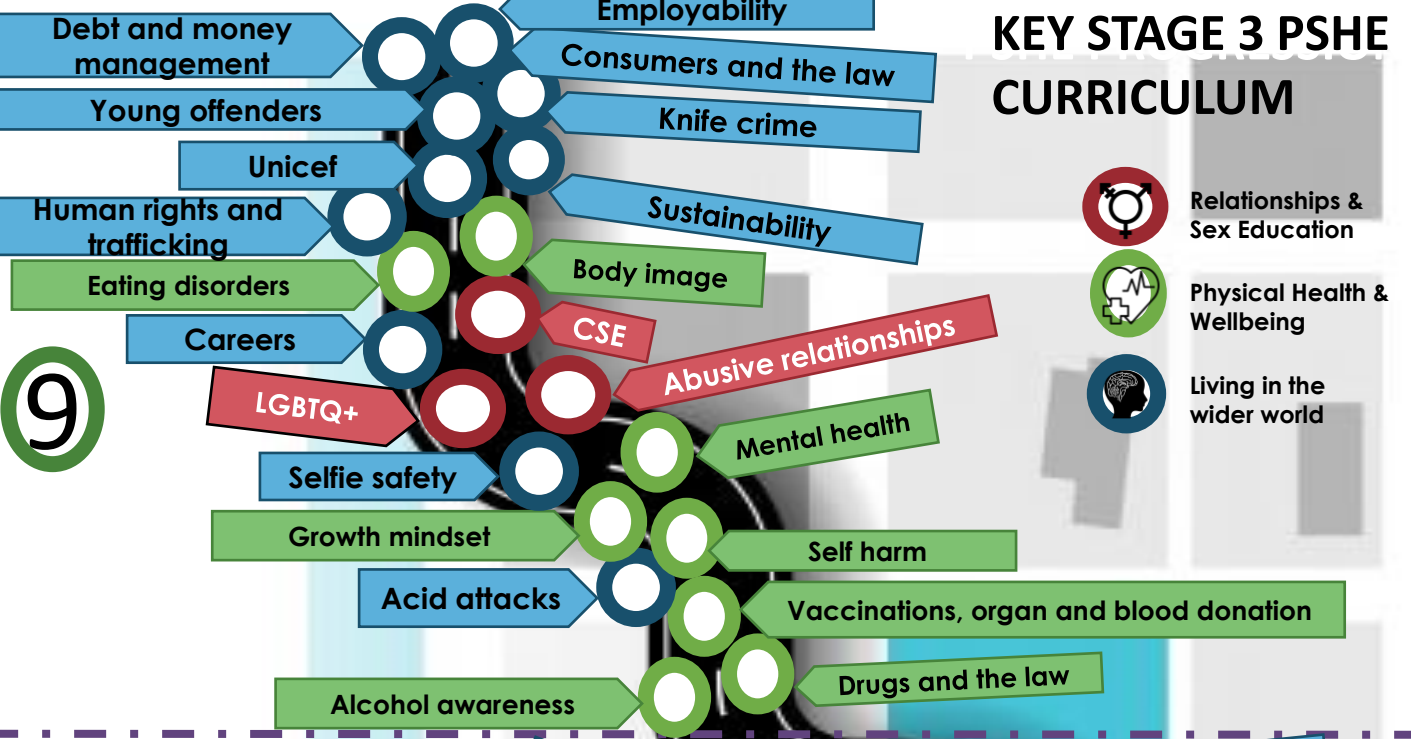 Employability
Debt and money
management
KEY STAGE 3 PSHE
CURRICULUM
Consumers and the law
Young offenders
Knife crime
Unicef
Human rights and
trafficking
Sustainability
Relationships &
Sex Education
Eating disorders
Body image
Physical Health &
Wellbeing
Careers
CSE
Abusive relationships
Living in the
wider world
9
LGBTQ+
Mental health
Selfie safety
Growth mindset
Self harm
Acid attacks
Vaccinations, organ and blood donation
Drugs and the law
Alcohol awareness